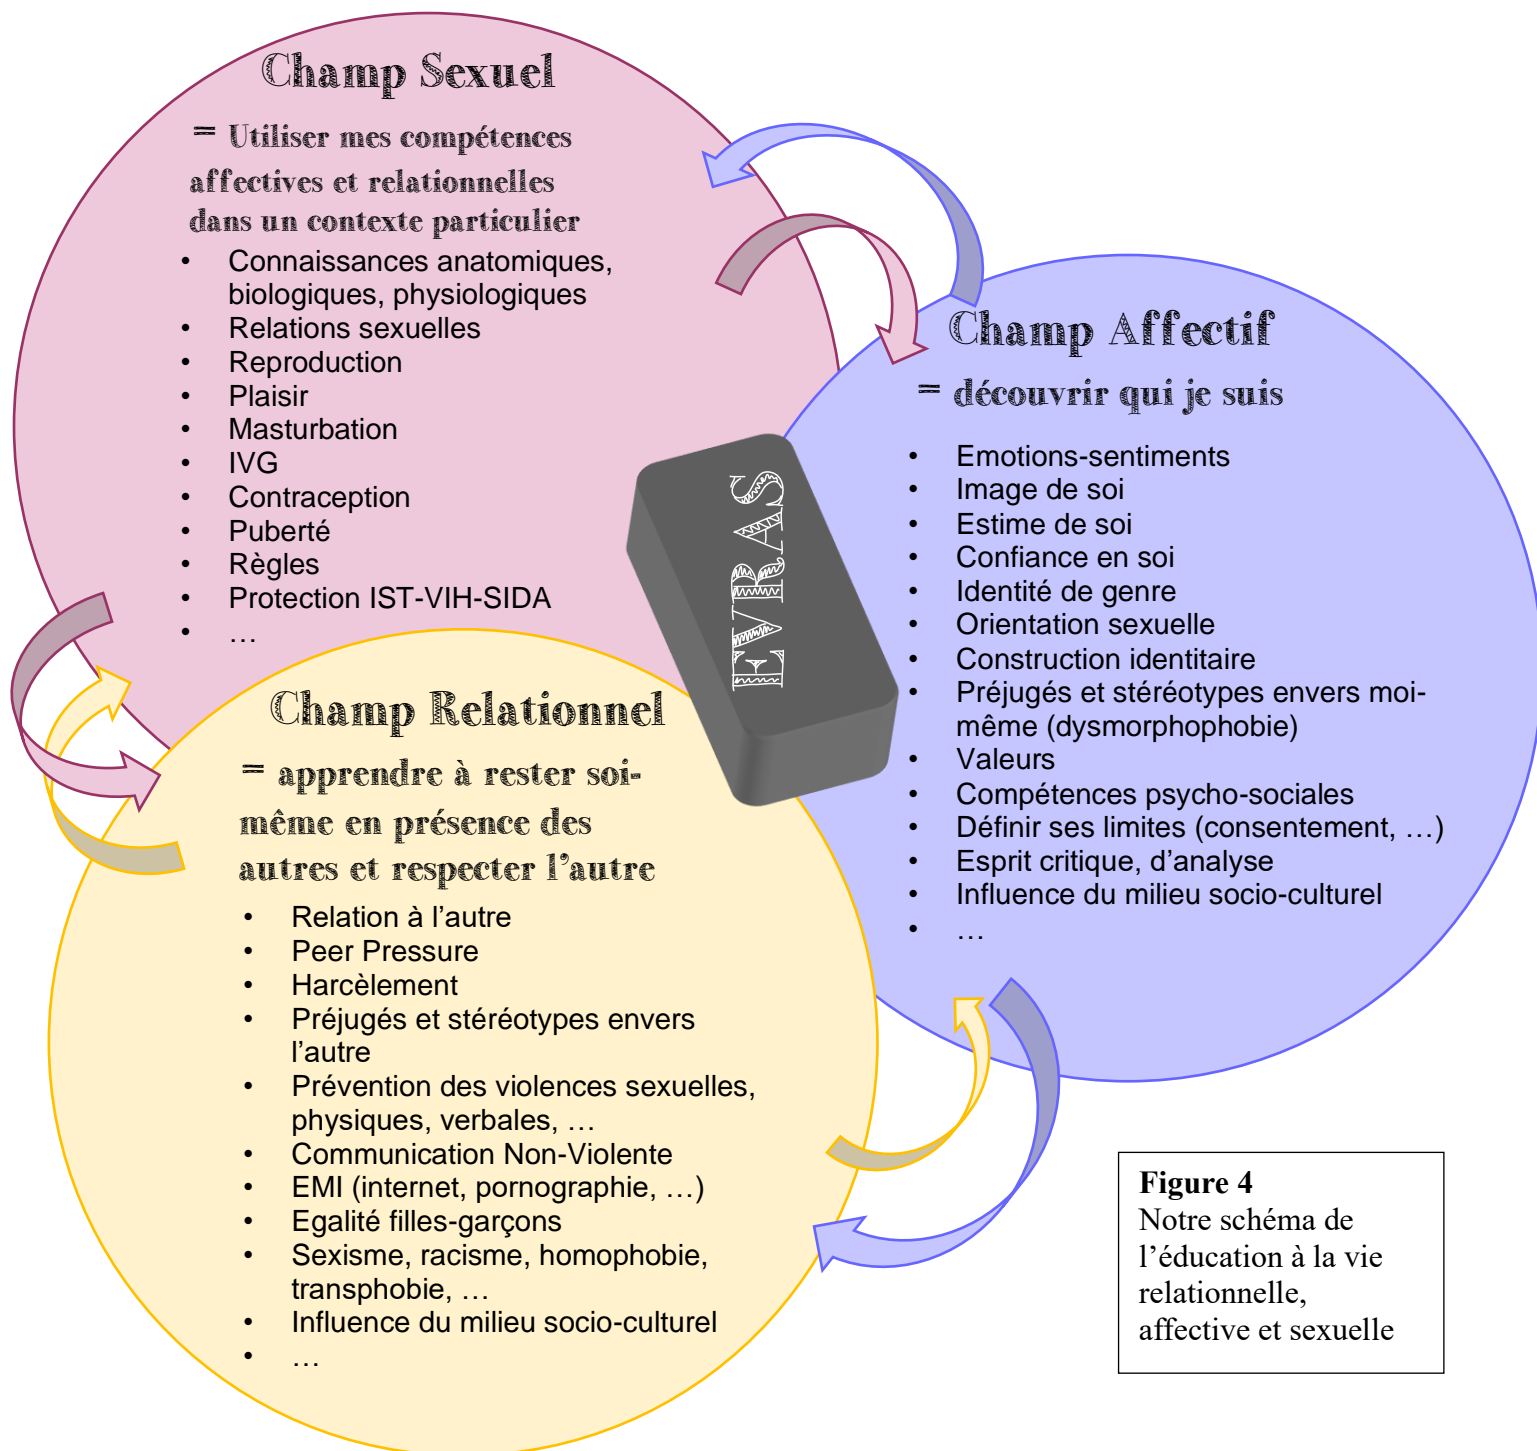 Champ Sexuel
= Utiliser mes compétences
affectives et relationnelles
dans un contexte particulier
• Connaissances anatomiques,
biologiques, physiologiques
• Relations sexuelles
• Reproduction
• Plaisir
• Masturbation
• IVG
• Contraception
• Puberté
• Règles
• Protection IST-VIH-SIDA
• …
Champ Affectif
= découvrir qui je suis
• Emotions-sentiments
• Image de soi
• Estime de soi
• Confiance en soi
• Identité de genre
• Orientation sexuelle
• Construction identitaire
• Préjugés et stéréotypes envers moi-
même (dysmorphophobie)
• Valeurs
• Compétences psycho-sociales
• Définir ses limites (consentement, …)
• Esprit critique, d’analyse
• Influence du milieu socio-culturel
• …
EVRAS
Champ Relationnel
= apprendre à rester soi-
même en présence des
autres et respecter l’autre
• Relation à l’autre
• Peer Pressure
• Harcèlement
• Préjugés et stéréotypes envers
l’autre
• Prévention des violences sexuelles,
physiques, verbales, …
• Communication Non-Violente
• EMI (internet, pornographie, …)
• Egalité filles-garçons
• Sexisme, racisme, homophobie,
transphobie, …
• Influence du milieu socio-culturel
• …
Figure 4
Notre schéma de
l’éducation à la vie
relationnelle,
affective et sexuelle